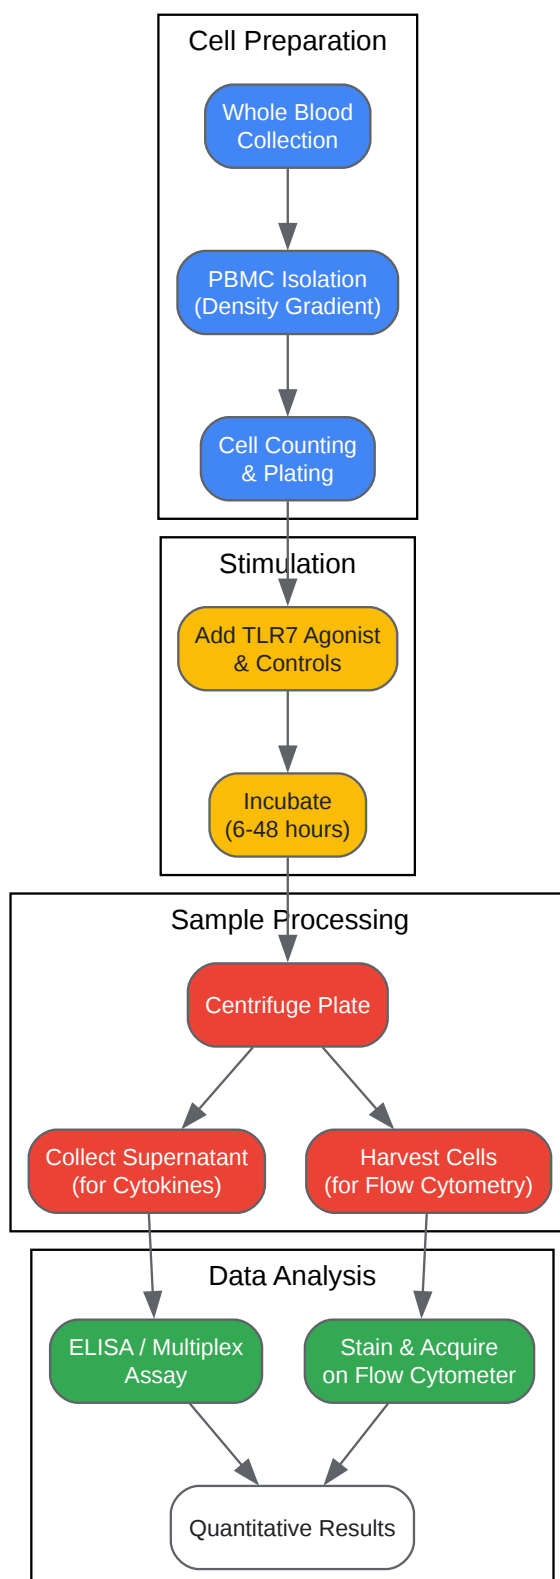 Cell Preparation
Whole Blood
Collection
PBMC Isolation
(Density Gradient)
Cell Counting
& Plating
Stimulation
Add TLR7 Agonist
& Controls
Incubate
(6-48 hours)
Sample Processing
Centrifuge Plate
Collect Supernatant
(for Cytokines)
Harvest Cells
(for Flow Cytometry)
Data Analysis
ELISA / Multiplex
Assay
Stain & Acquire
on Flow Cytometer
Quantitative Results